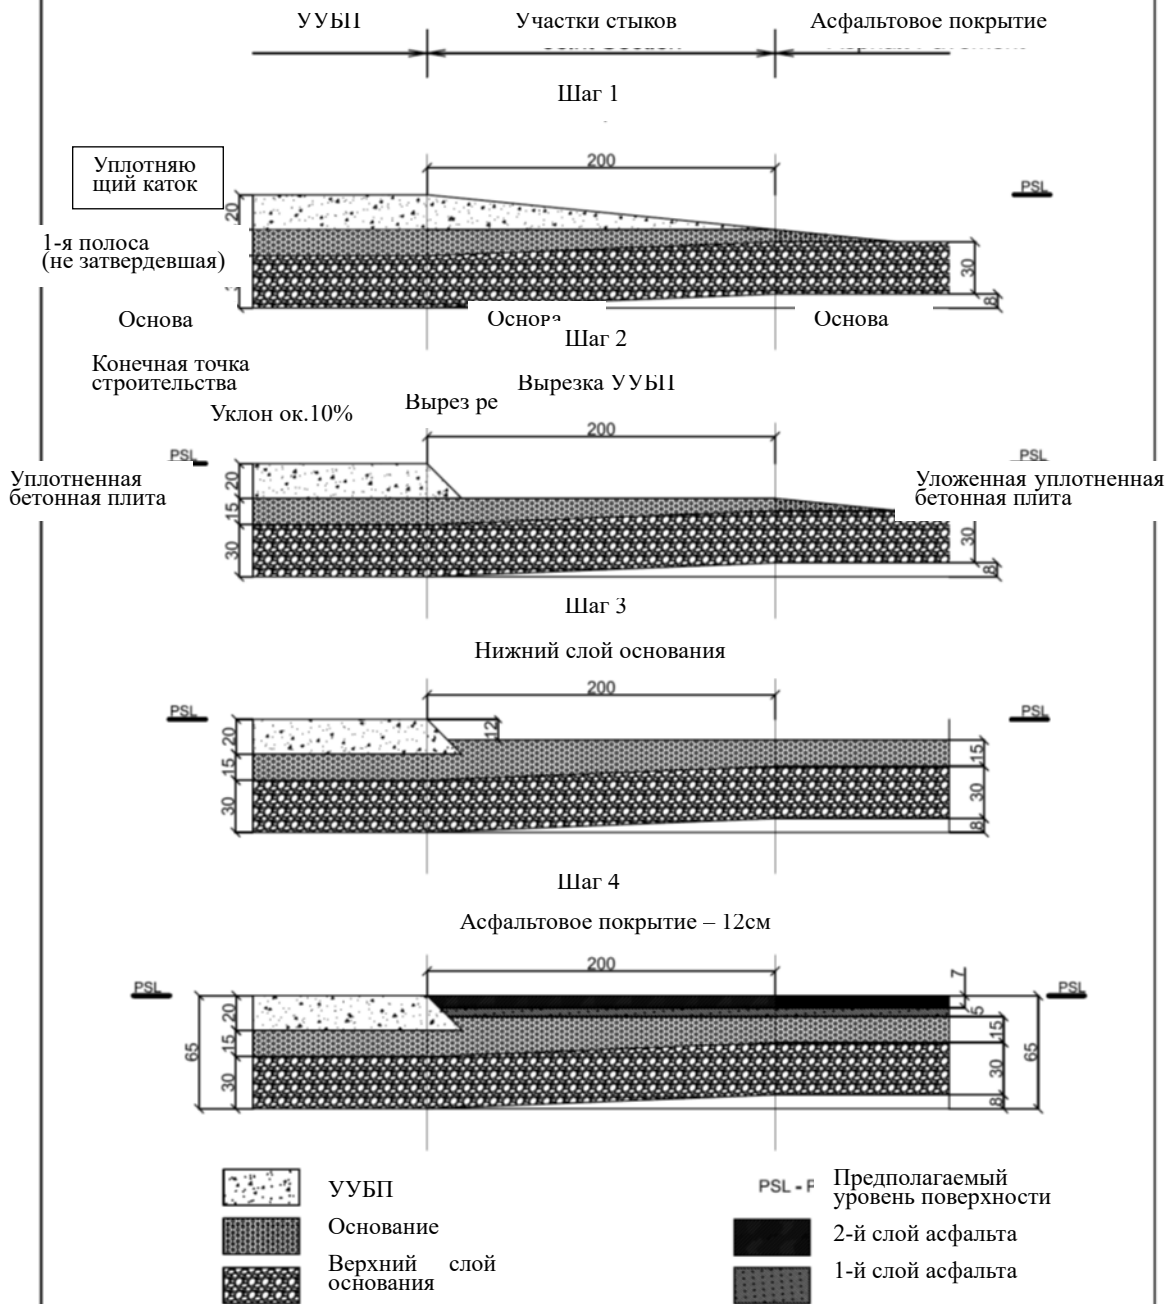 УУБП
Участки стыков
Асфальтовое покрытие
Шаг 1
200
Уплотняю
щий каток
PSL
20
1-я полоса
(не затвердевшая)
30
8
Основа
Основа
Основа
Шаг 2
Конечная точка
строительства
Вырезка УУБП
Уклон ок.10%
Вырез ре
200
PSL
PSL
Уплотненная
бетонная плита
Уложенная уплотненная
бетонная плита
20
15
30
30
8
Шаг 3
Нижний слой основания
200
PSL
PSL
12
20
15
30
15
30
8
Шаг 4
Асфальтовое покрытие – 12см
200
7
PSL
PSL
20
5
15
15
65
65
30
30
8
УУБП
PSL - P
Предполагаемый
уровень поверхности
Основание
2-й слой асфальта
Верхний слой
основания
1-й слой асфальта